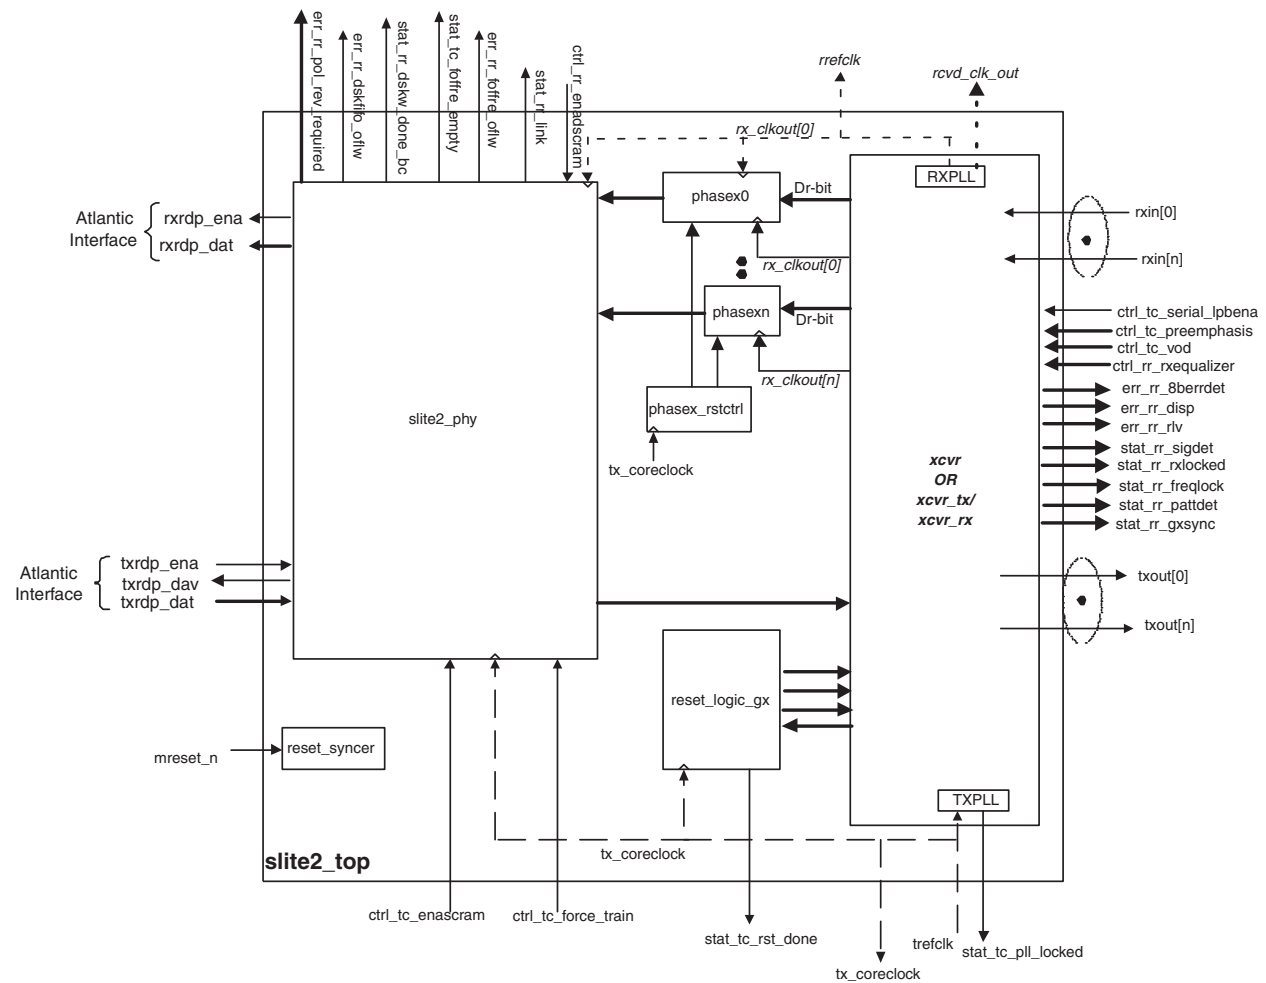 err_rr_pol_rev_required
err_rr_dskfifo_oflw
stat_rr_dskw_done_bc
stat_tc_foffre_empty
err_rr_foffre_oflw
stat_rr_link
ctrl_rr_enadscram
rrefclk
rcvd_clk_out
rx_clkout[0]
RXPLL
phasex0
Dr-bit
Atlantic
Interface
rxrdp_ena
rxrdp_dat
rxin[0]
rxin[n]
rx_clkout[0]
phasexn
Dr-bit
rx_clkout[n]
ctrl_tc_serial_lpbena
ctrl_tc_preemphasis
ctrl_tc_vod
ctrl_rr_rxequalizer
err_rr_8berrdet
err_rr_disp
err_rr_rlv
stat_rr_sigdet
stat_rr_rxlocked
stat_rr_freqlock
stat_rr_pattdet
stat_rr_gxsync
slite2_phy
phasex_rstctrl
tx_coreclock
xcvr
OR
xcvr_tx/
xcvr_rx
Atlantic
Interface
txrdp_ena
txrdp_dav
txrdp_dat
txout[0]
txout[n]
reset_logic_gx
mreset_n
reset_syncer
TXPLL
tx_coreclock
slite2_top
ctrl_tc_enascram
ctrl_tc_force_train
stat_tc_rst_done
trefclk
stat_tc_pll_locked
tx_coreclock